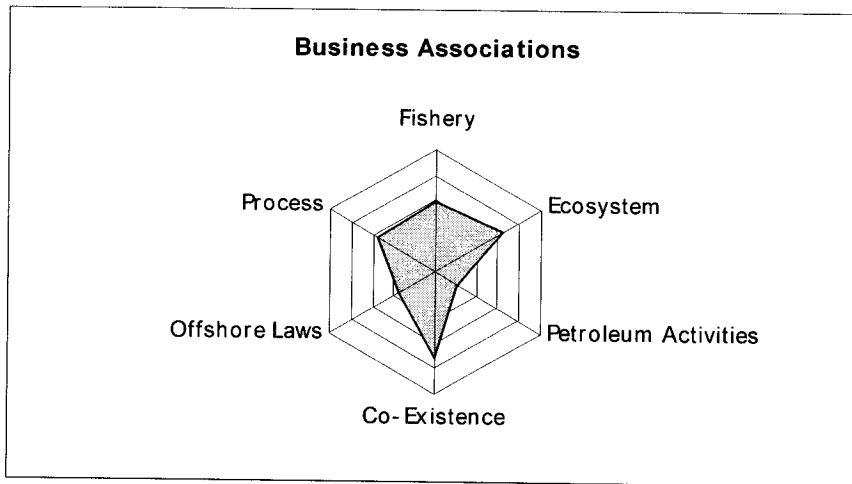 Business Associations
Fishery
Process
Ecosystem
Offshore Laws
Petroleum Activities
Co-Existence